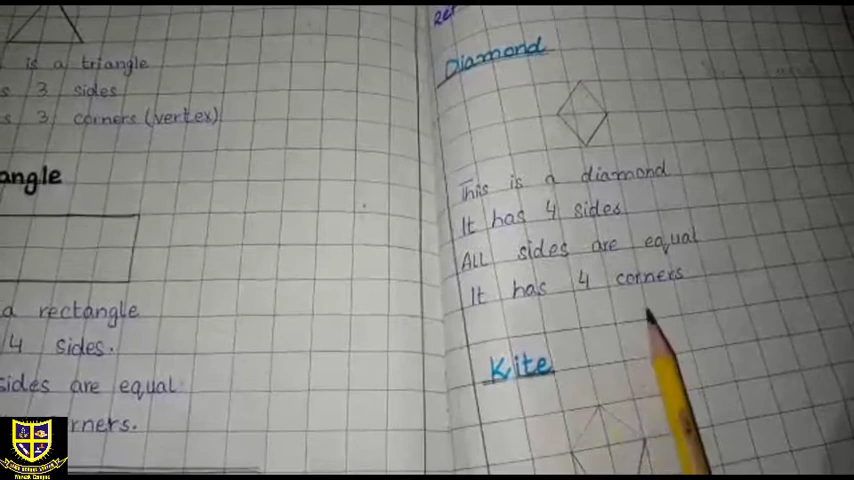 is a triangle
s 3 sides
s 3 corners (vertex)
angle
a rectangle
4 sides.
sides are equal
rners.
Diamond
This is a diamond
It has 4 sides
All sides are equal
It has 4 corners
Kite